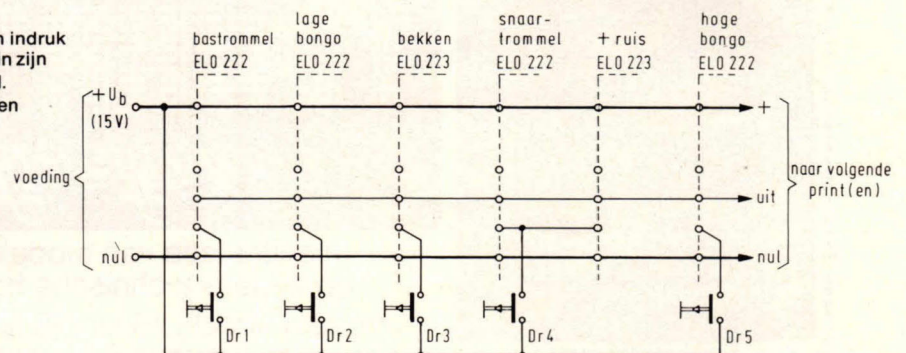 n indruk
in zijn
l.
en
bastrommel
ELO 222
lage
bongo
ELO 222
bekken
ELO 223
snaar-
trommel
ELO 222
+ ruis
ELO 223
hoge
bongo
ELO 222
+Ub
(15V)
voeding
nul
+
uit
nul
naar volgende
print(en)
Dr1
Dr2
Dr3
Dr4
Dr5